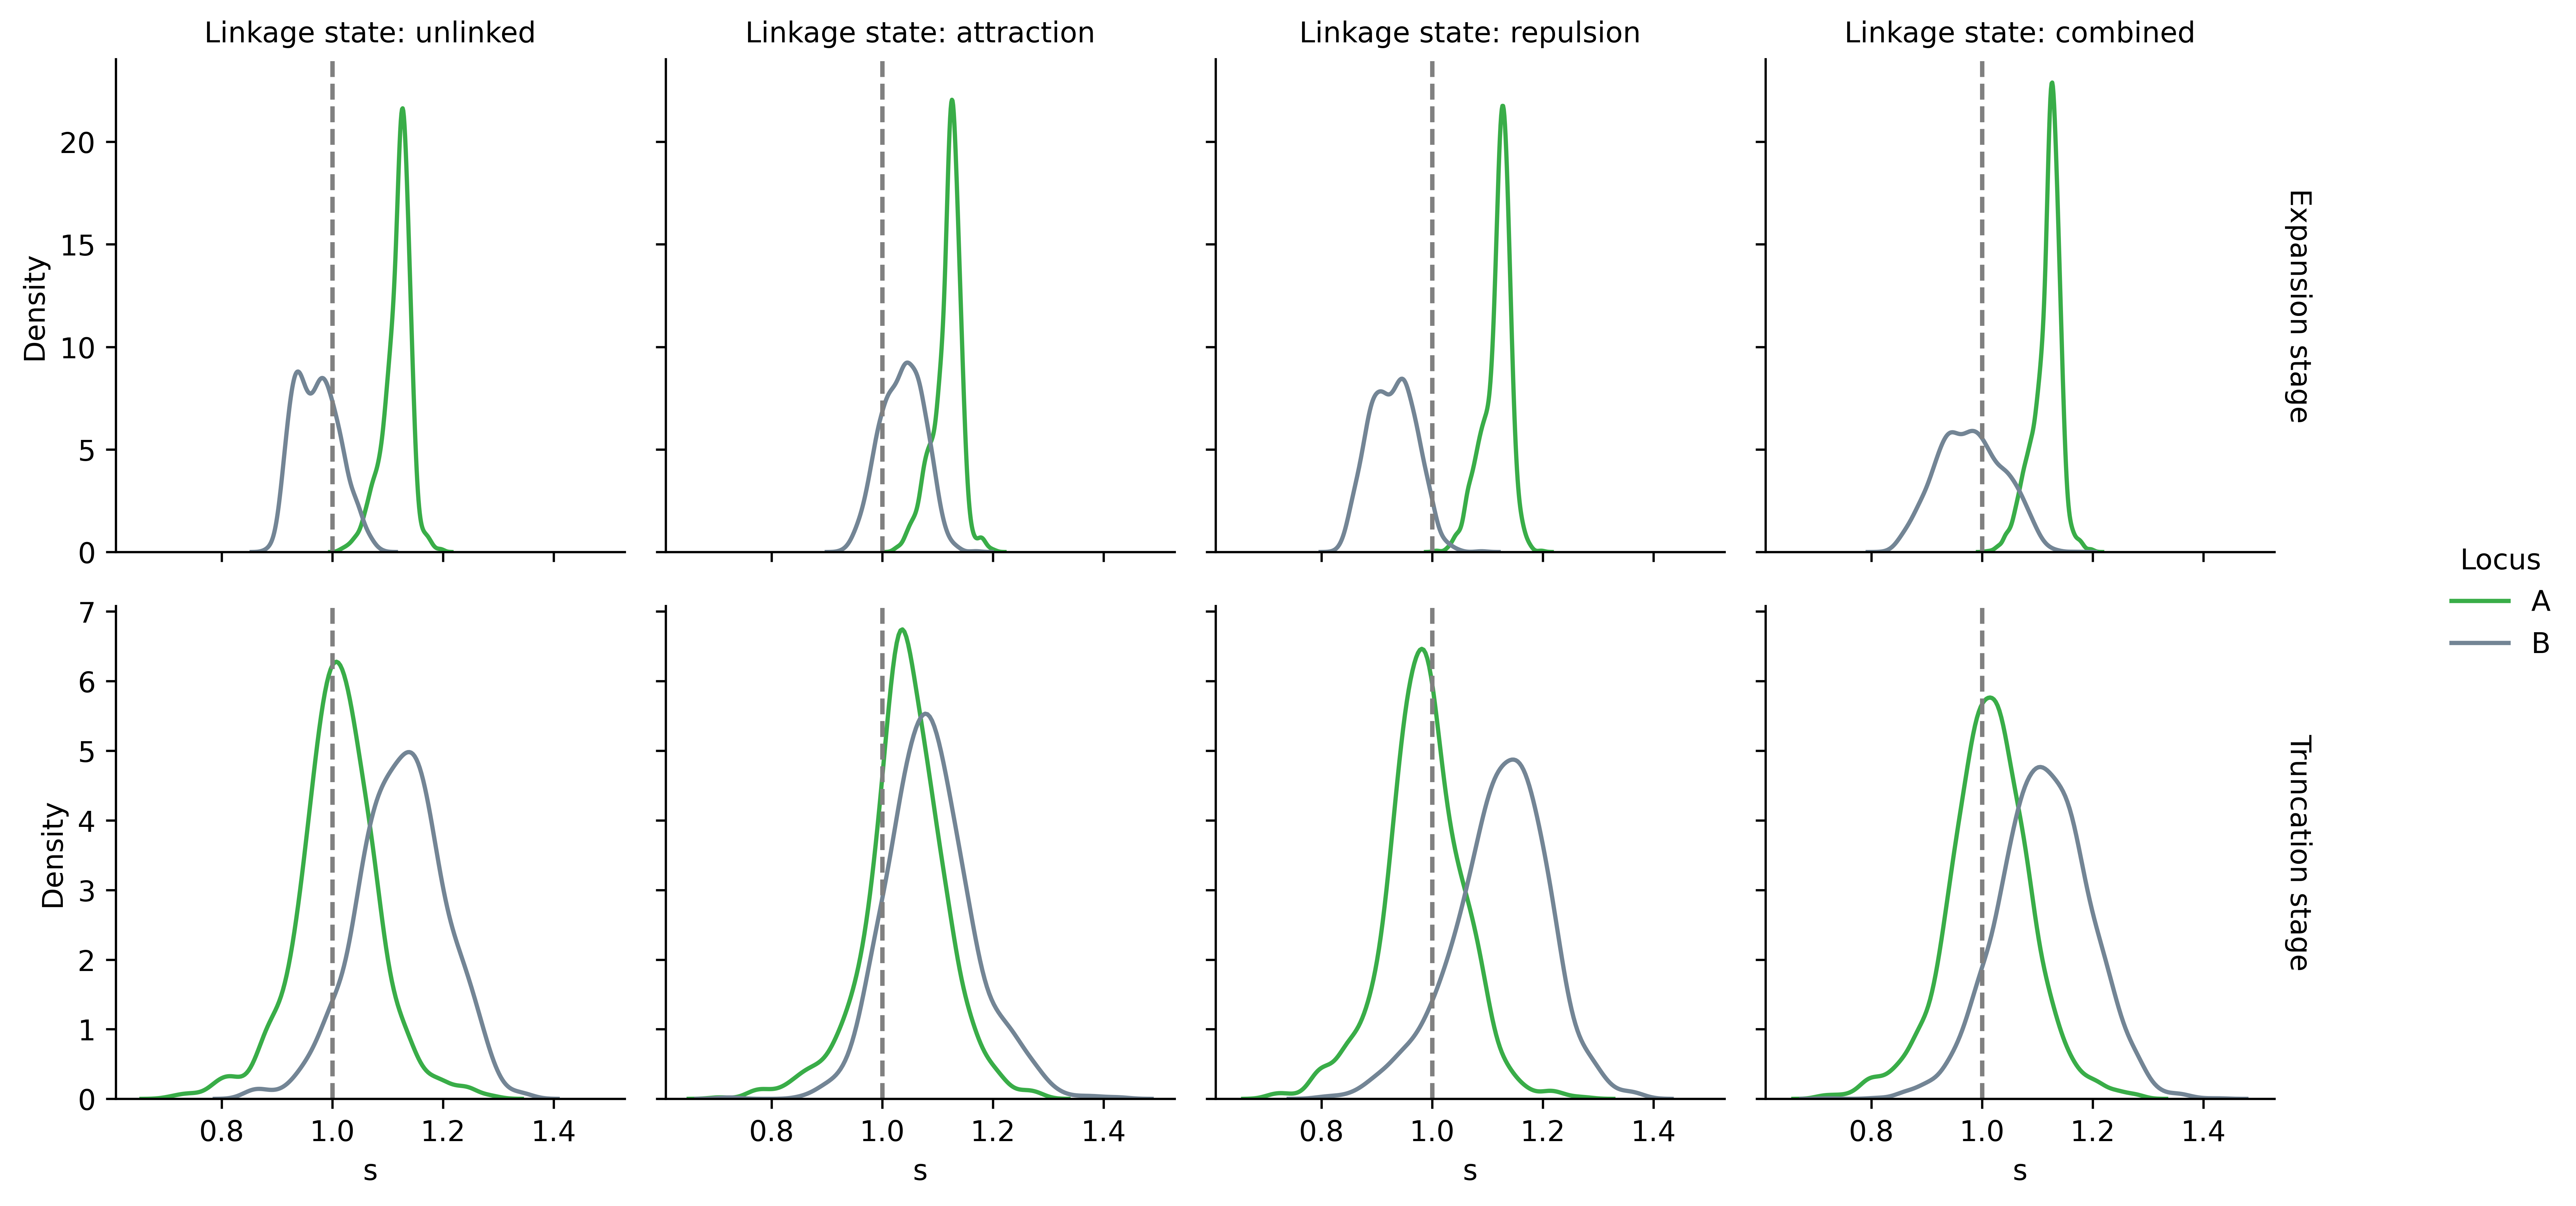 Linkage state: unlinked
Linkage state: attraction
Linkage state: repulsion
Linkage state: combined
Density
20
15
10
5
0
Expansion stage
Locus
A
B
Density
7
6
5
4
3
2
1
0
Truncation stage
0.8 1.0 1.2 1.4
0.8 1.0 1.2 1.4
0.8 1.0 1.2 1.4
0.8 1.0 1.2 1.4
s
s
s
s